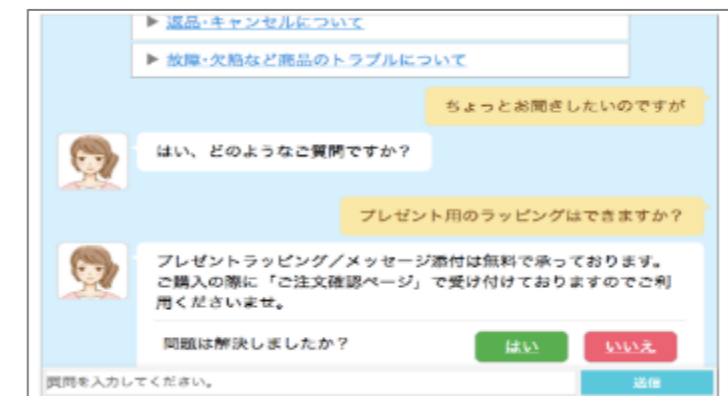 ▶ 返品・キャンセルについて
▶ 故障・欠陥など商品のトラブルについて
ちょっとお聞きしたいのですが
はい、どのようなご質問ですか？
プレゼント用のラッピングはできますか？
プレゼントラッピング／メッセージ添付は無料で承っております。
ご購入の際に「ご注文確認ページ」で受け付けておりますのでご利
用くださいませ。
問題は解決しましたか？
はい
いいえ
質問を入力してください。
送信